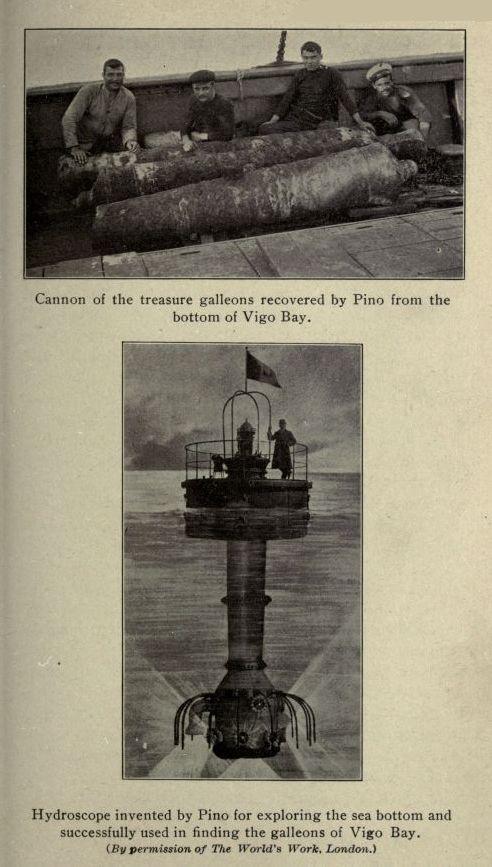 Cannon of the treasure galleons recovered by Pino from the
bottom of Vigo Bay.
Hydroscope invented by Pino for exploring the sea bottom and
successfully used in finding the galleons of Vigo Bay.
(By permission of The World's Work, London.)